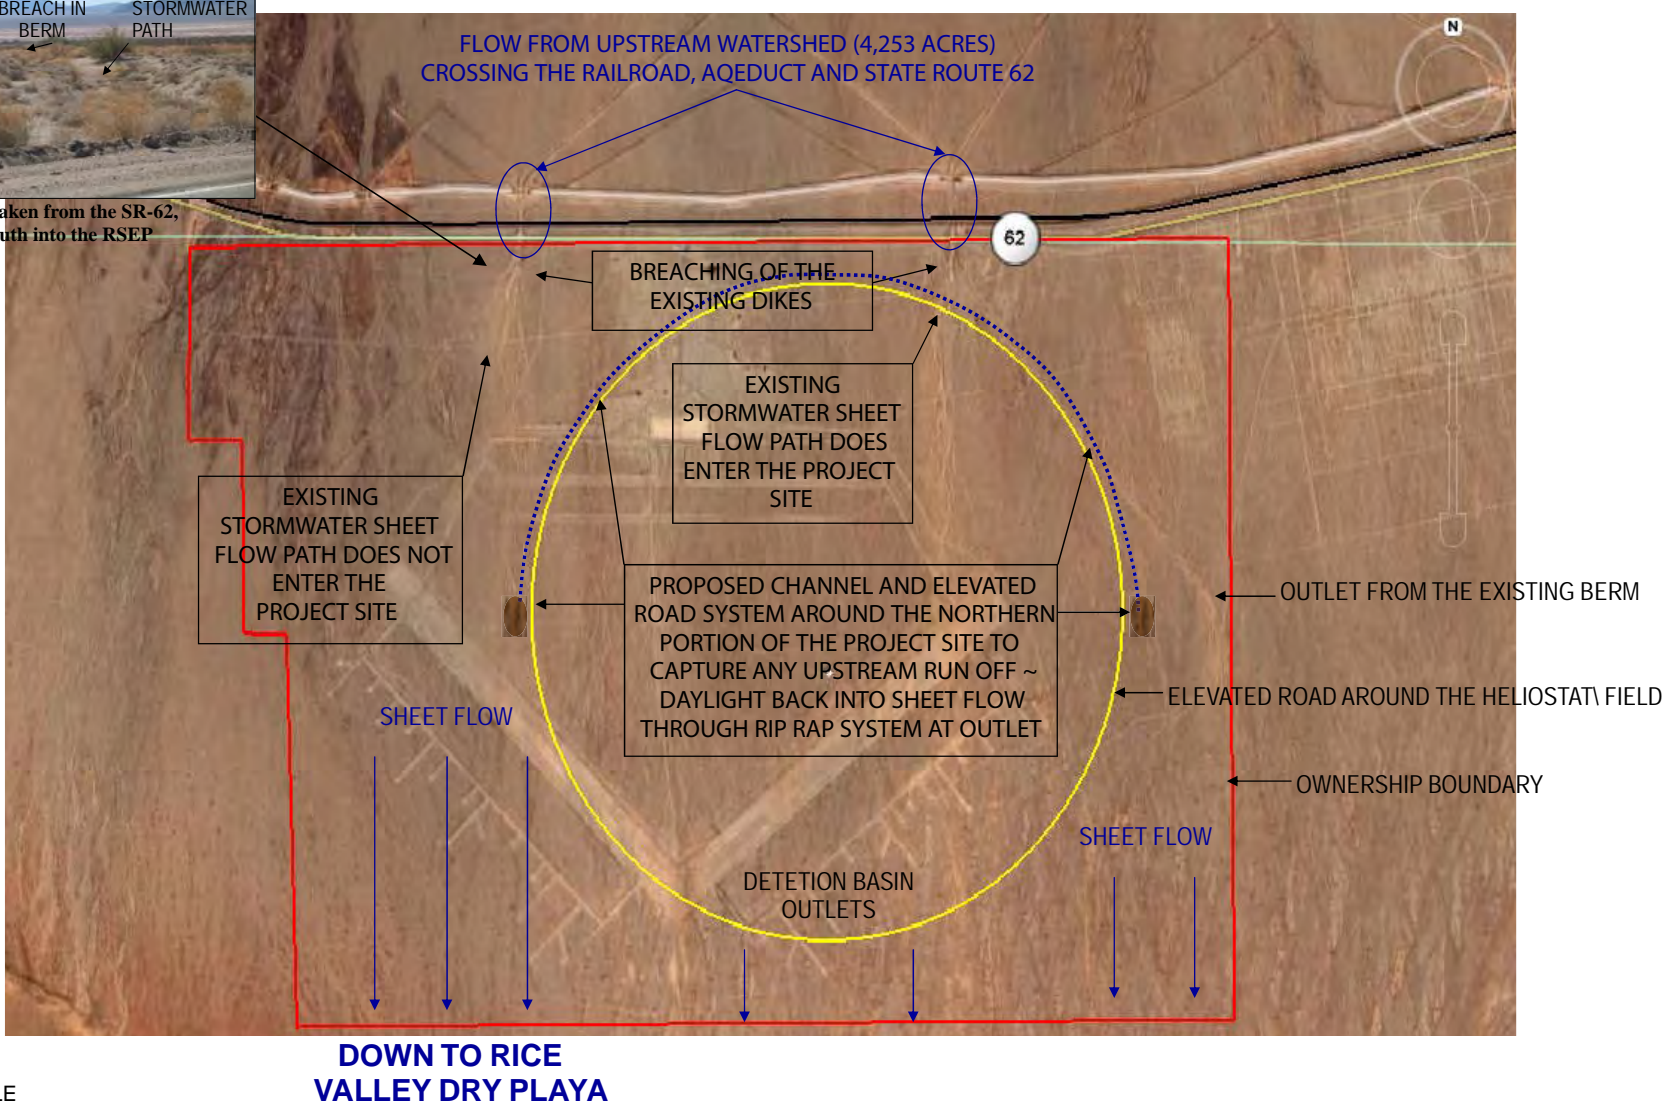 BREACH IN
BERM
STORMWATER
PATH
aken from the SR-62,
uth into the RSEP
FLOW FROM UPSTREAM WATERSHED (4,253 ACRES)
CROSSING THE RAILROAD, AQEDUCT AND STATE ROUTE 62
N
62
BREACHING OF THE
EXISTING DIKES
EXISTING
STORMWATER SHEET
FLOW PATH DOES
ENTER THE PROJECT
SITE
EXISTING
STORMWATER SHEET
FLOW PATH DOES NOT
ENTER THE
PROJECT SITE
PROPOSED CHANNEL AND ELEVATED
ROAD SYSTEM AROUND THE NORTHERN
PORTION OF THE PROJECT SITE TO
CAPTURE ANY UPSTREAM RUN OFF ~
DAYLIGHT BACK INTO SHEET FLOW
THROUGH RIP RAP SYSTEM AT OUTLET
OUTLET FROM THE EXISTING BERM
ELEVATED ROAD AROUND THE HELIOSTAT\ FIELD
SHEET FLOW
OWNERSHIP BOUNDARY
SHEET FLOW
DETETION BASIN
OUTLETS
DOWN TO RICE
VALLEY DRY PLAYA
LE